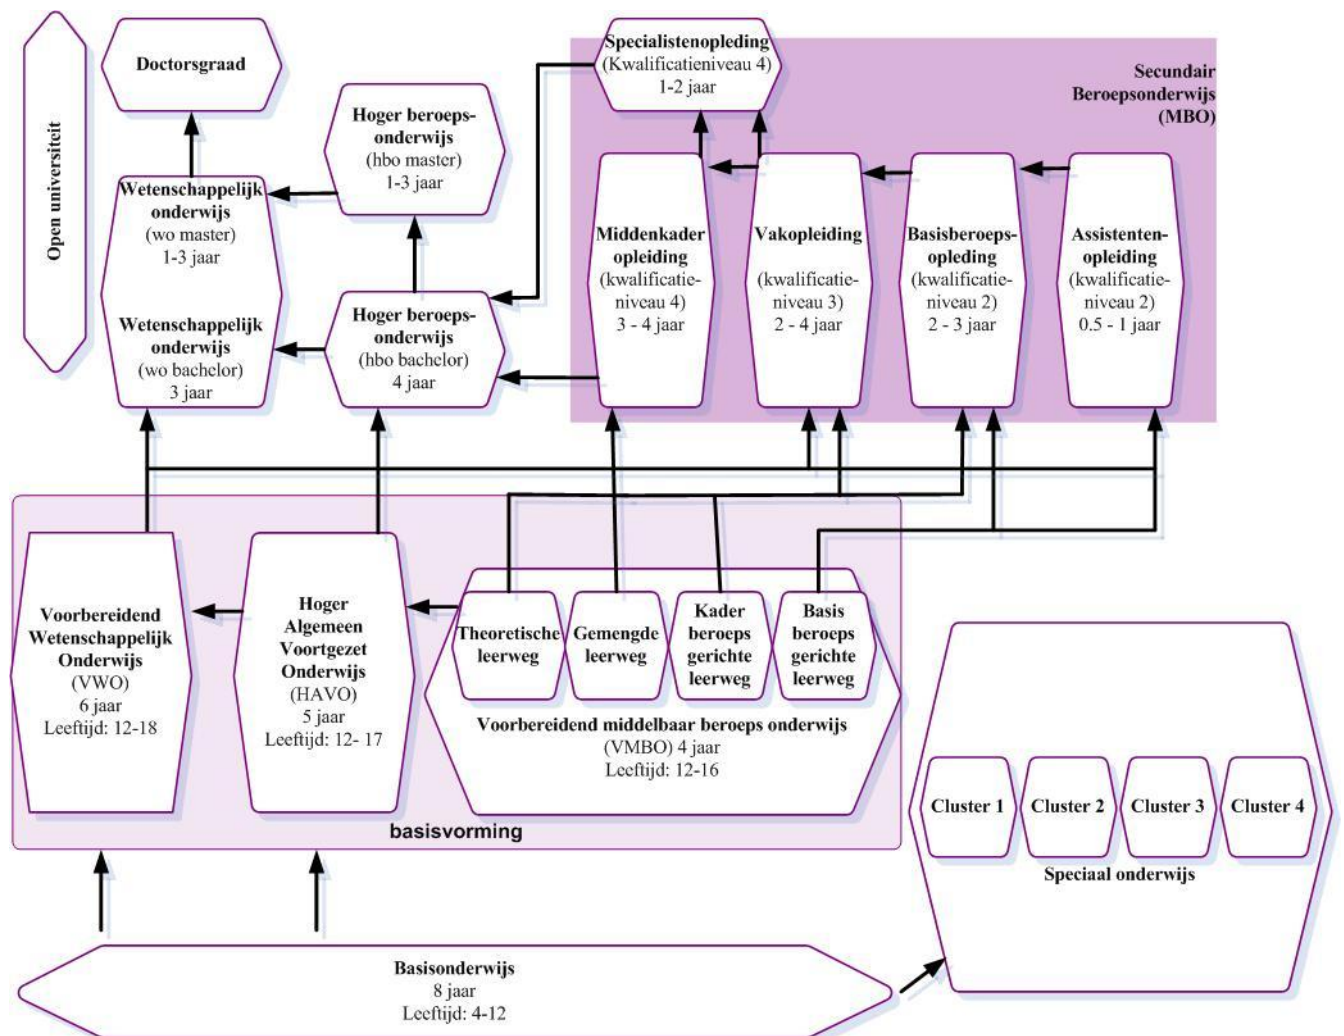 Open universiteit
Doctorsgraad
Hoger beroeps-
onderwijs
(hbo master)
1-3 jaar
Wetenschappelijk
onderwijs
(wo master)
1-3 jaar
Wetenschappelijk
onderwijs
(wo bachelor)
3 jaar
Hoger beroeps-
onderwijs
(hbo bachelor)
4 jaar
Specialistenopleding
(Kwalificatieniveau 4)
1-2 jaar
Secundair
Beroepsonderwijs
(MBO)
Middenkader
opleiding
(kwalificatie-
niveau 4)
3 - 4 jaar
Vakopleiding
(kwalificatie-
niveau 3)
2 - 4 jaar
Basisberoeps-
opleding
(kwalificatie-
niveau 2)
2 - 3 jaar
Assistenten-
opleiding
(kwalificatie-
niveau 2)
0.5 - 1 jaar
Voorbereidend
Wetenschappelijk
Onderwijs
(VWO)
6 jaar
Leeftijd: 12-18
Hoger
Algemeen
Voortgezet
Onderwijs
(HAVO)
5 jaar
Leeftijd: 12- 17
Theoretische
leerweg
Gemengde
leerweg
Kader
beroeps
gerichte
leerweg
Basis
beroeps
gerichte
leerweg
Voorbereidend middelbaar beroeps onderwijs
(VMBO) 4 jaar
Leeftijd: 12-16
basisvorming
Cluster 1
Cluster 2
Cluster 3
Cluster 4
Speciaal onderwijs
Basisonderwijs
8 jaar
Leeftijd: 4-12